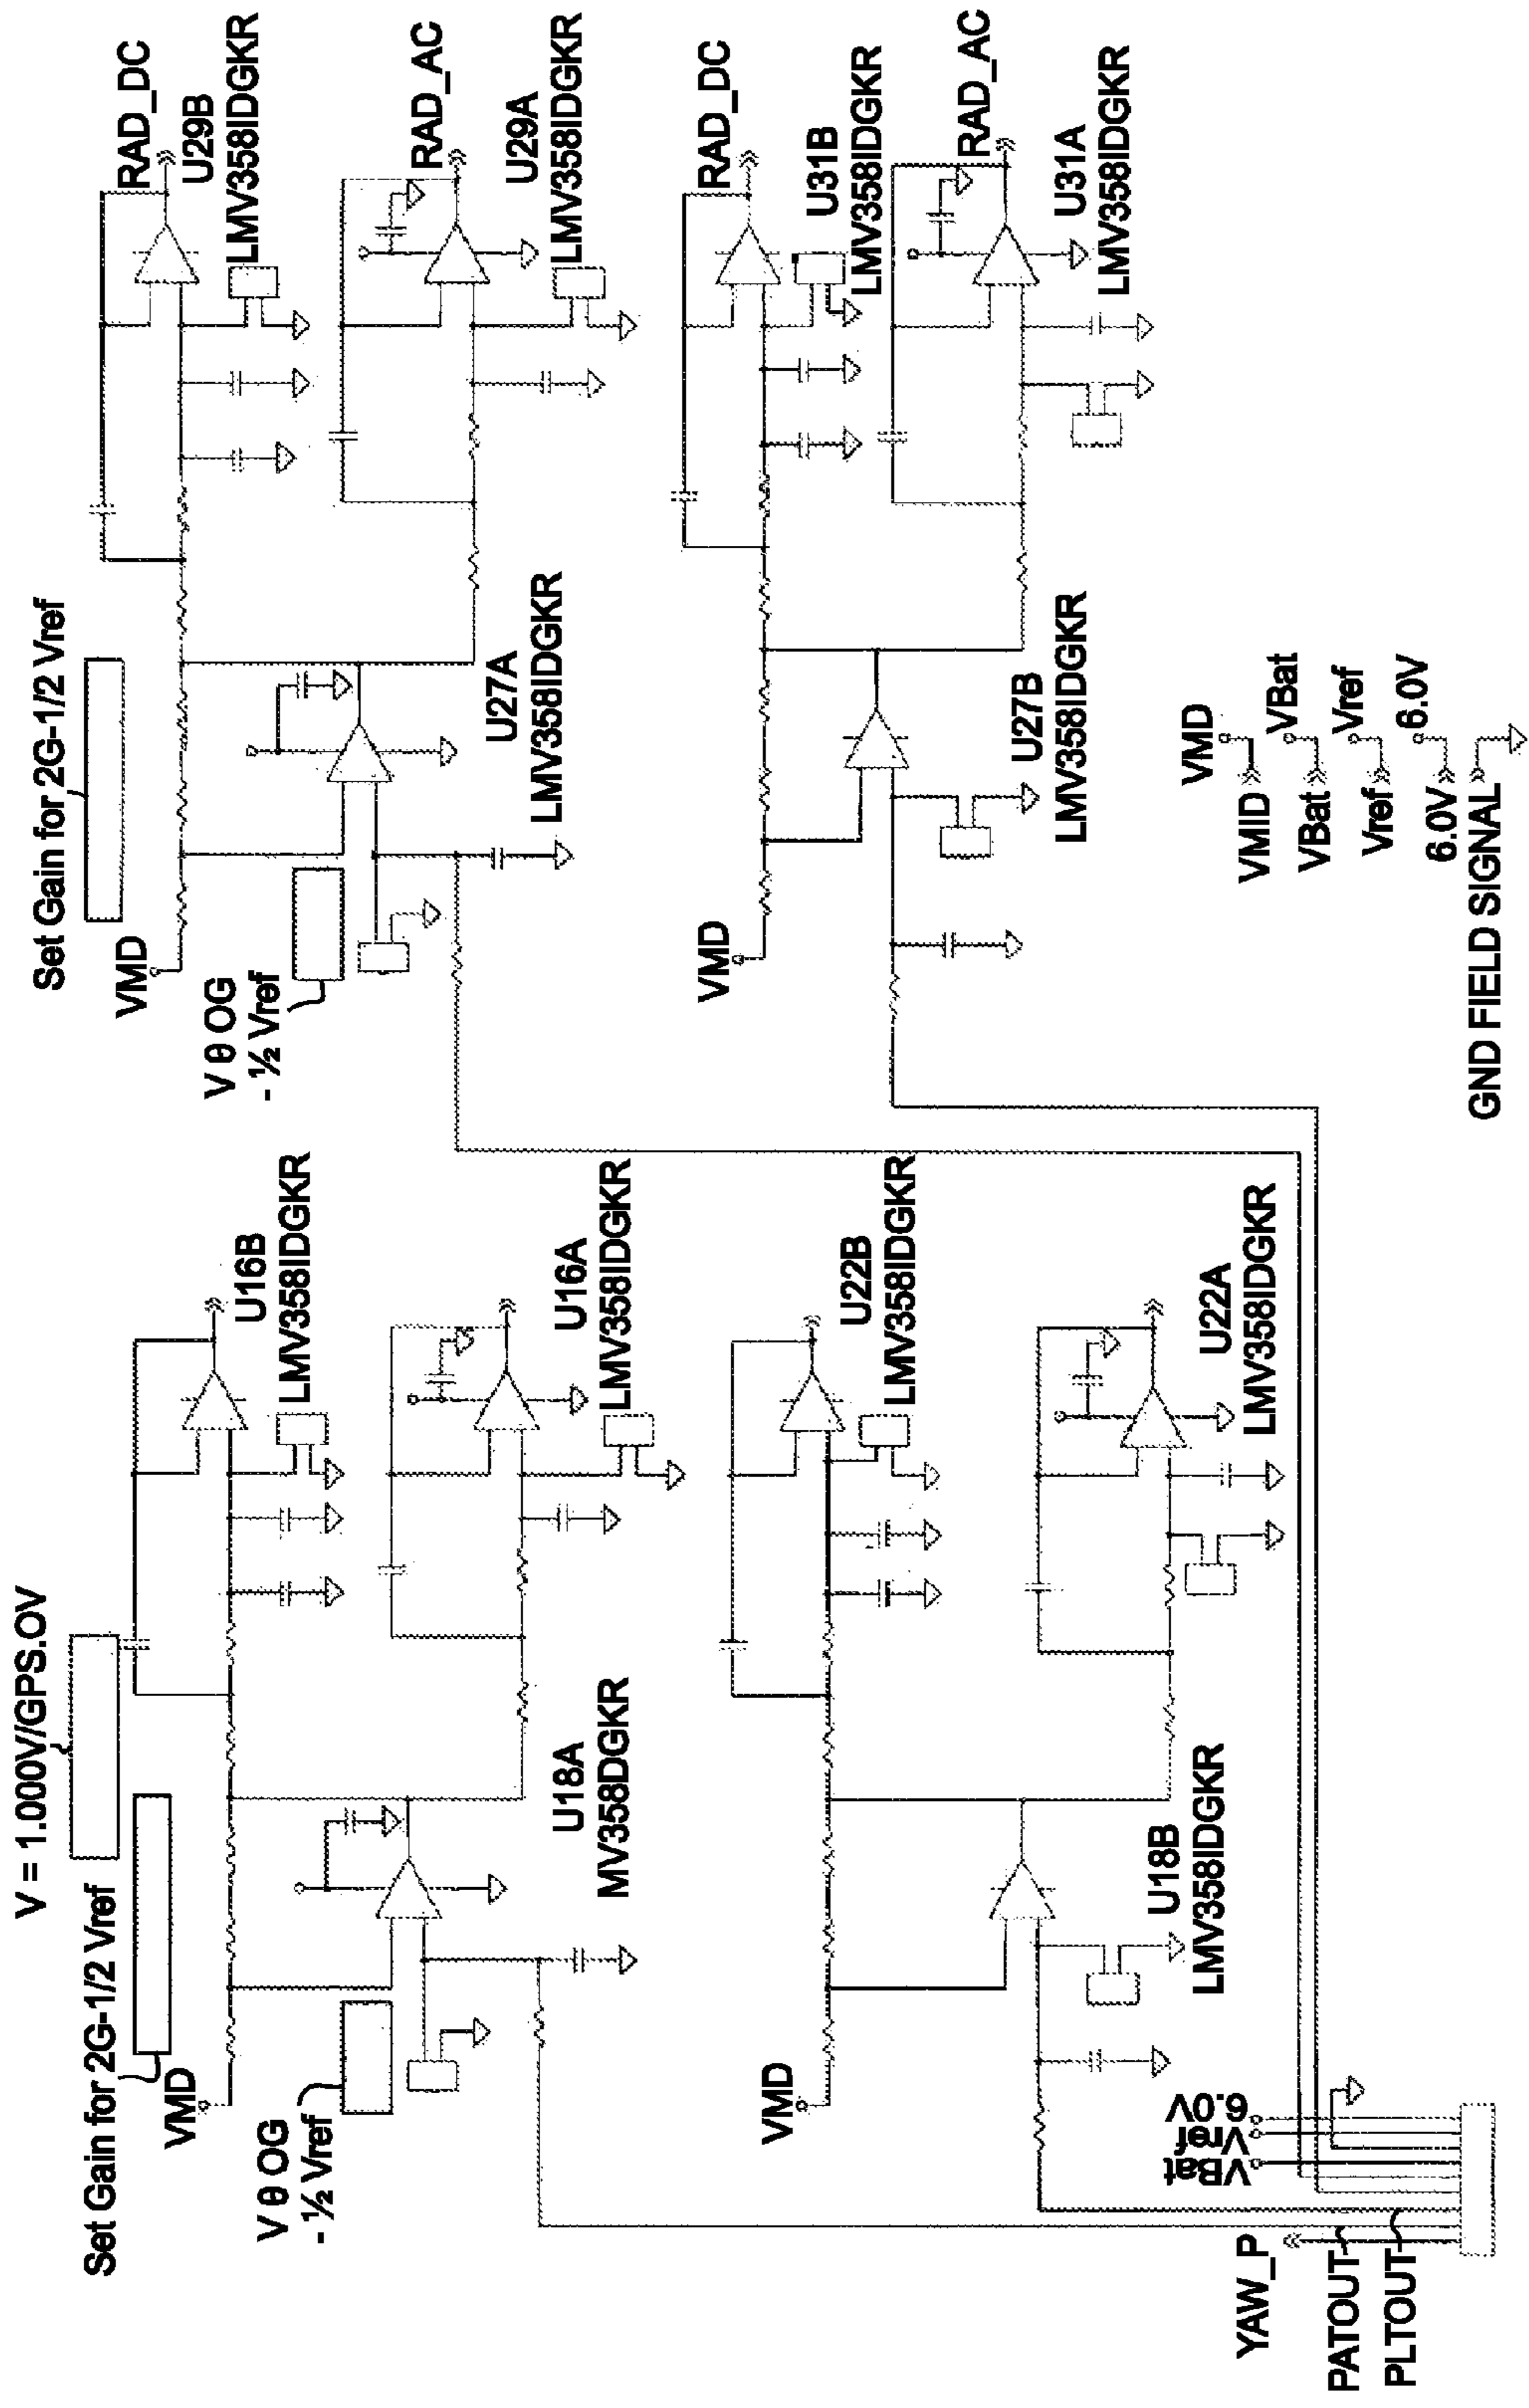 V = 1.000V/GPS.OV
Set Gain for 2G-1/2 Vref
VMD
V θ OG
- ½ Vref
U16B
LMV358IDGKR
U16A
LMV358IDGKR
U18A
MV358DGKR
VMD
U22B
LMV358IDGKR
U22A
LMV358IDGKR
U18B
LMV358IDGKR
YAW_P
PATOUT
PLTOUT
VBat
Vref
6.0V
Set Gain for 2G-1/2 Vref
VMD
V θ OG
- ½ Vref
RAD_DC
U29B
LMV358IDGKR
RAD_AC
U29A
LMV358IDGKR
U27A
LMV358IDGKR
VMD
RAD_DC
U31B
LMV358IDGKR
RAD_AC
U31A
LMV358IDGKR
U27B
LMV358IDGKR
VMID
VMD
VBat
VBat
Vref
Vref
6.0V
6.0V
GND FIELD SIGNAL